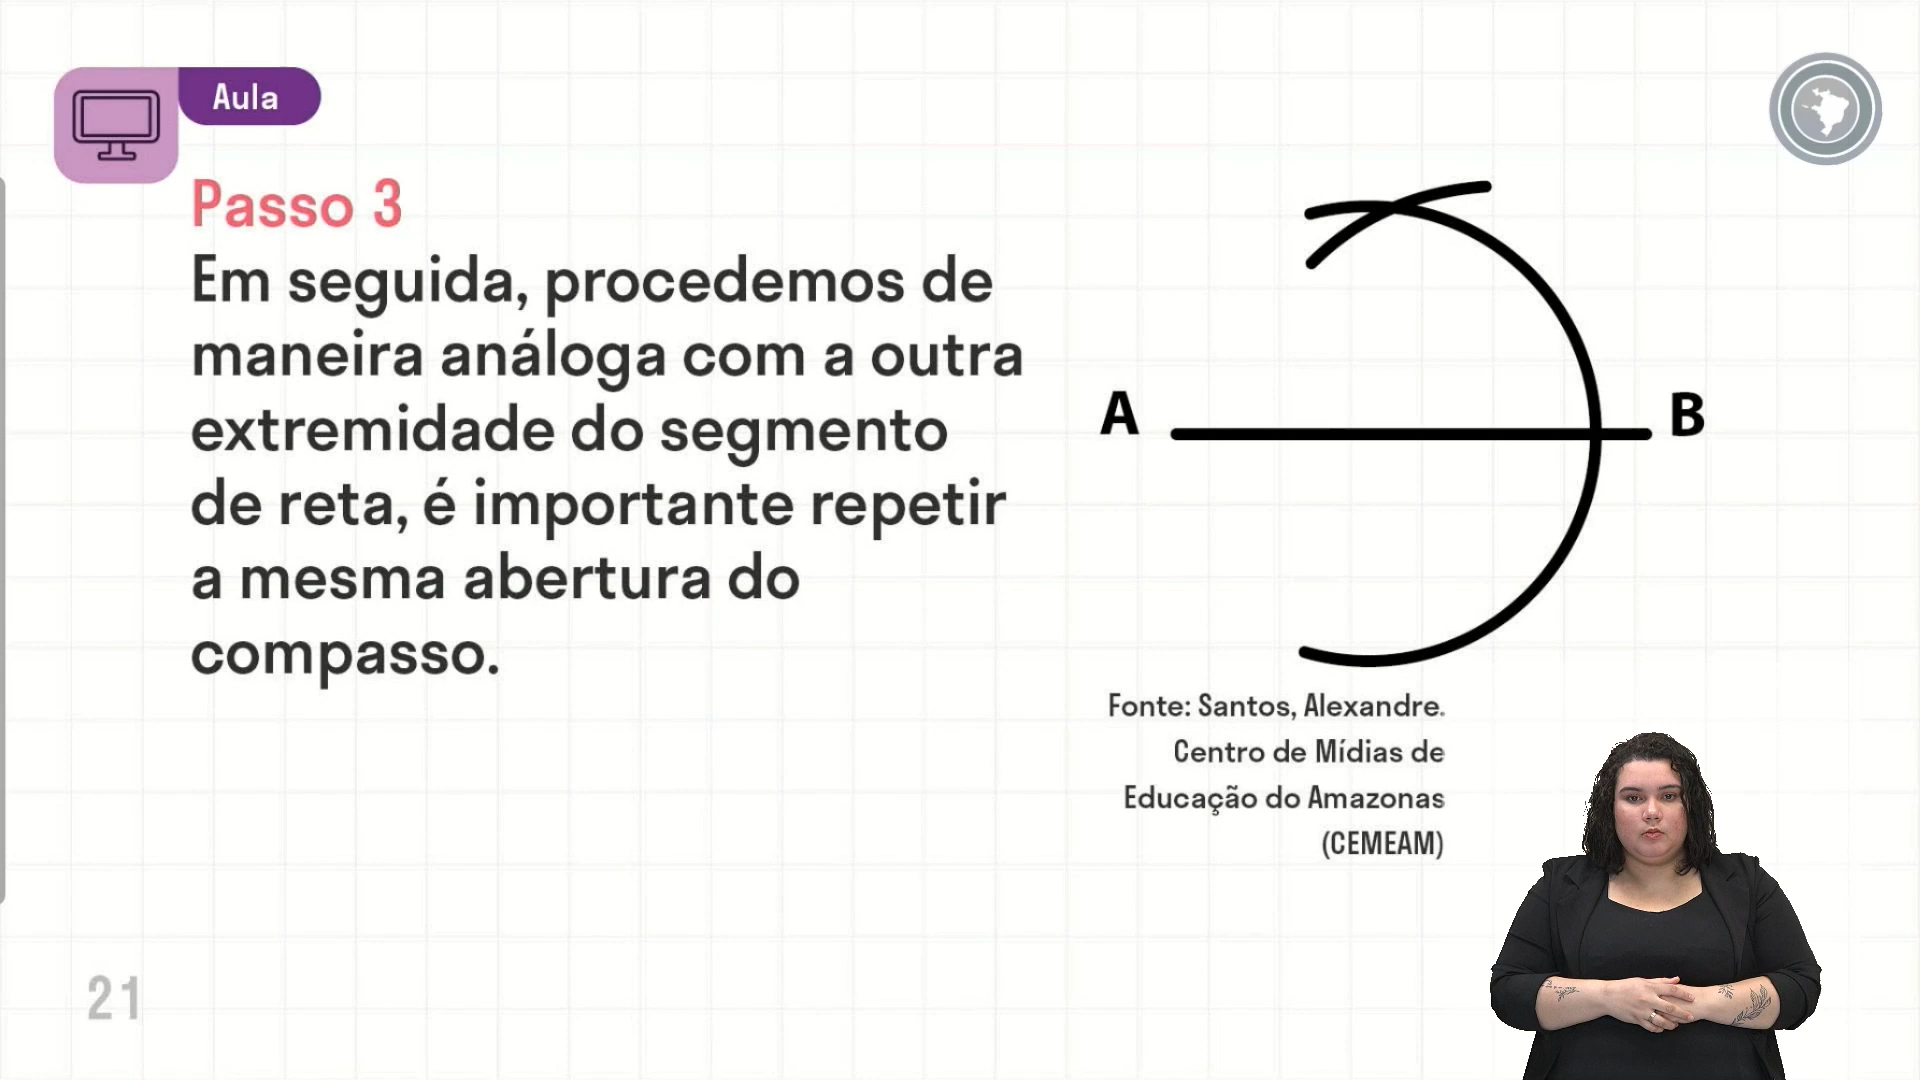 Aula
Passo 3
Em seguida, procedemos de
maneira análoga com a outra
extremidade do segmento
de reta, é importante repetir
a mesma abertura do
compasso.
A
B
Fonte: Santos, Alexandre.
Centro de Mídias de
Educação do Amazonas
(CEMEAM)
21